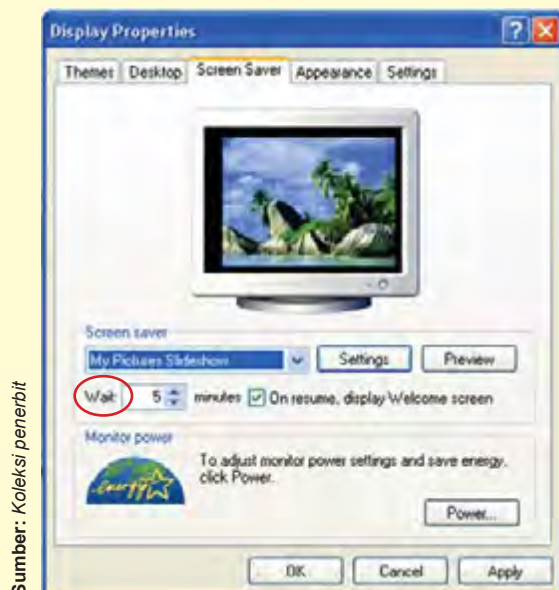 Display Properties
Themes Desktop Screen Saver Appearance Settings
Screen saver
My Pictures Slideshow Settings Preview
Wait: 5 minutes On resume, display Welcome screen
Monitor power
To adjust monitor power settings and save energy,
click Power.
energy
Power...
OK Cancel Apply
Sumber: Koleksi penerbit